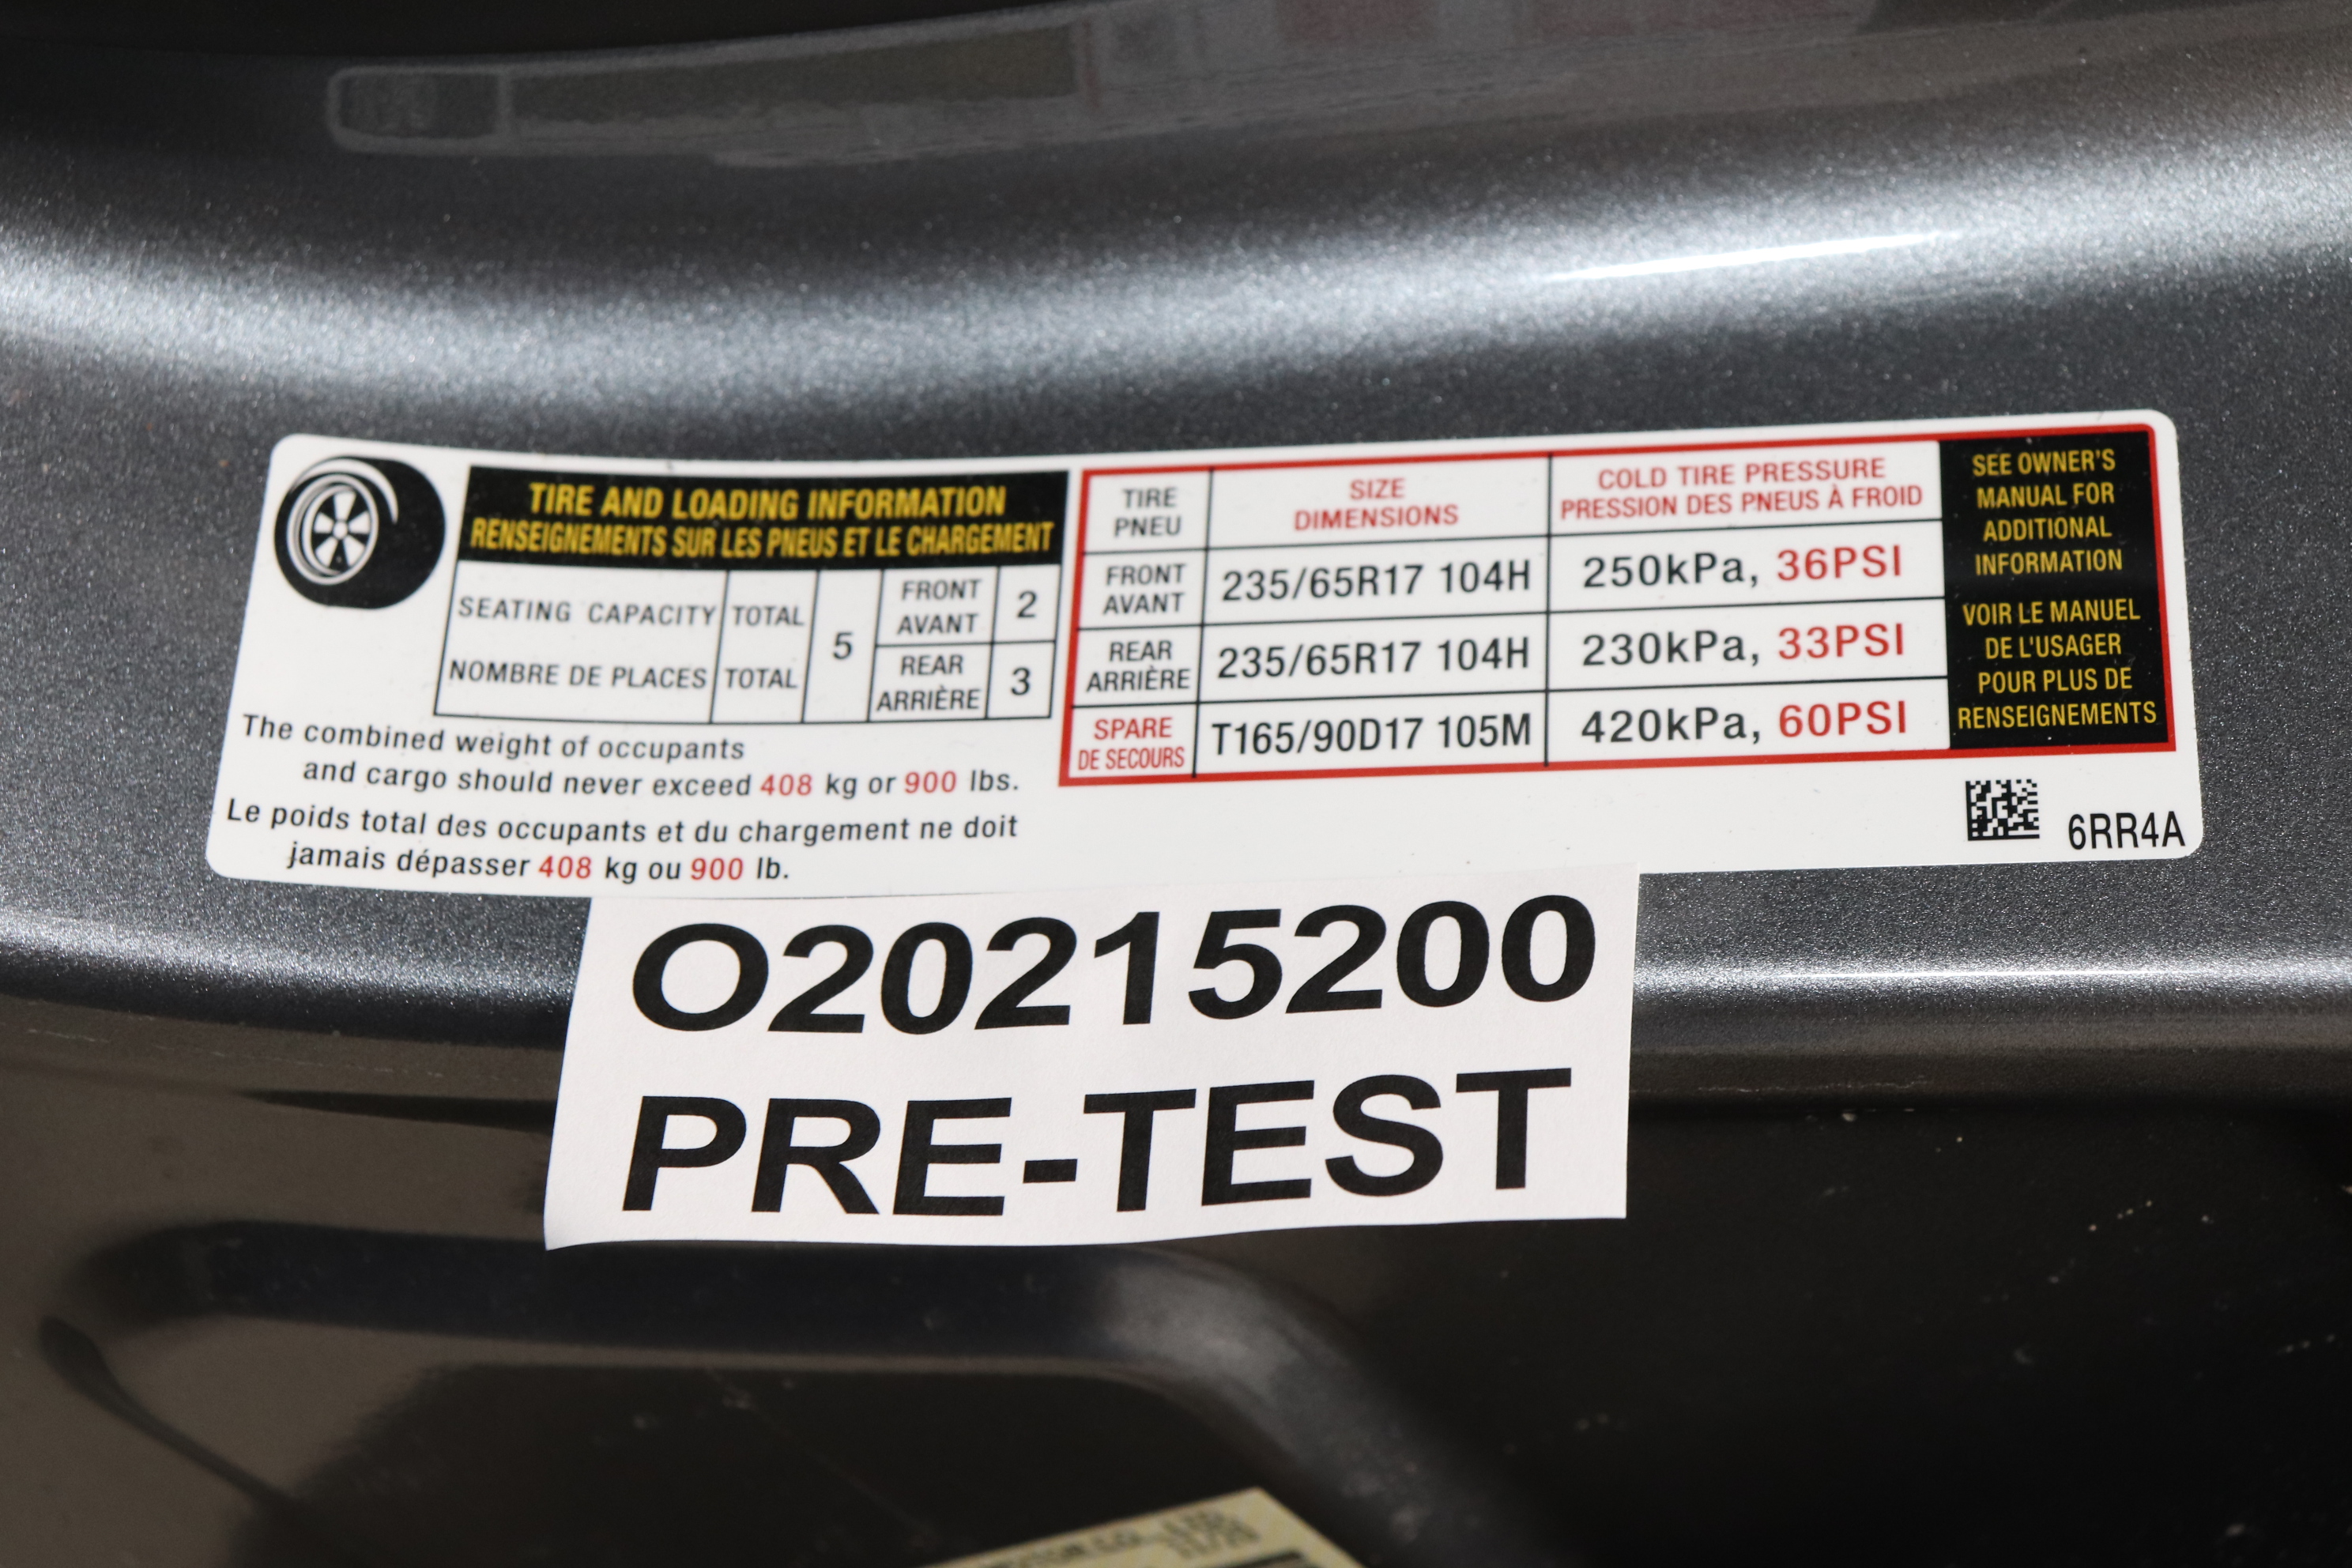 TIRE AND LOADING INFORMATION
RENSEIGNEMENTS SUR LES PNEUS ET LE CHARGEMENT
SEATING CAPACITY TOTAL
NOMBRE DE PLACES TOTAL
5
FRONT
AVANT
2
REAR
ARRIÈRE
3
The combined weight of occupants
and cargo should never exceed 408 kg or 900 lbs.
Le poids total des occupants et du chargement ne doit
jamais dépasser 408 kg ou 900 lb.
TIRE
PNEU
SIZE
DIMENSIONS
COLD TIRE PRESSURE
PRESSION DES PNEUS À FROID
FRONT
AVANT
235/65R17 104H
250kPa, 36PSI
REAR
ARRIÈRE
235/65R17 104H
230kPa, 33PSI
SPARE
DE SECOURS
T165/90D17 105M
420kPa, 60PSI
SEE OWNER'S
MANUAL FOR
ADDITIONAL
INFORMATION
VOIR LE MANUEL
DE L'USAGER
POUR PLUS DE
RENSEIGNEMENTS
6RR4A
O20215200
PRE-TEST